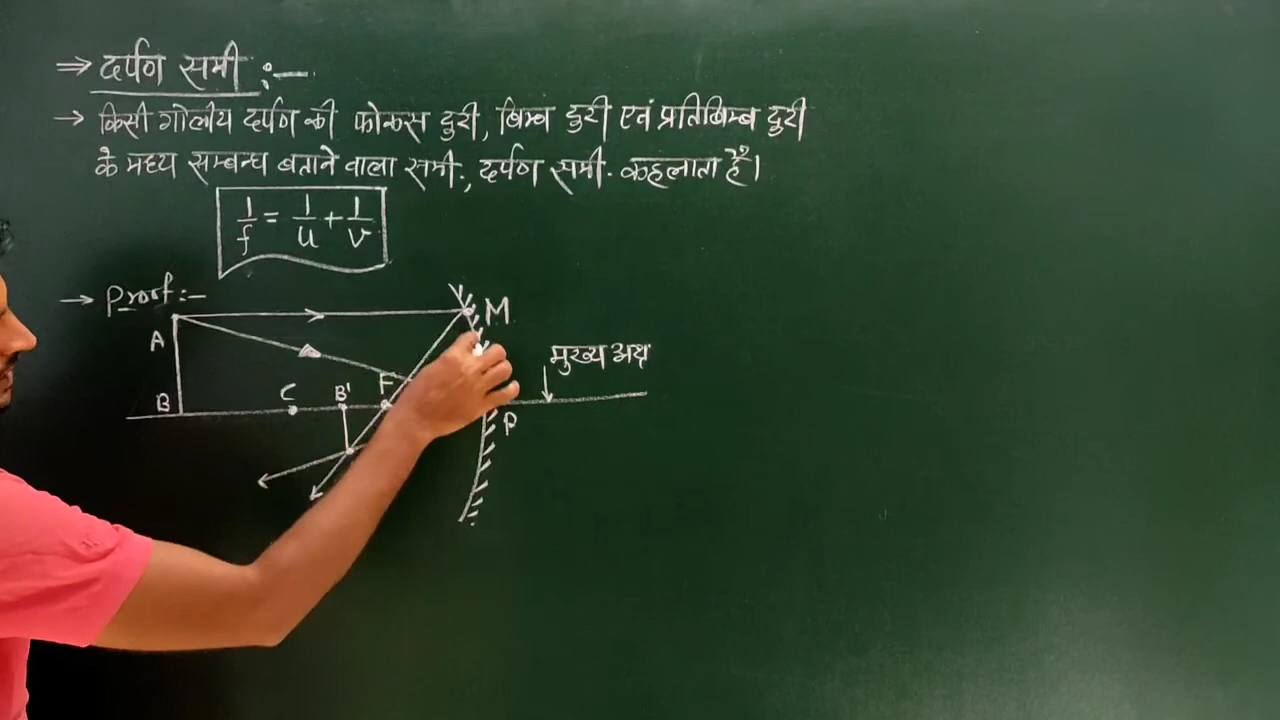 ⇒ दर्पण समी :—
→ किसी गोलीय दर्पण की फोकस दुरी, बिम्ब दुरी एवं प्रतिबिम्ब दुरी
के मध्य सम्बन्ध बताने वाला समी., दर्पण समी. कहलाता हैं।
1/f = 1/u + 1/v
→ Proof:-
M
A
मुख्य अक्ष
B C B' F
P